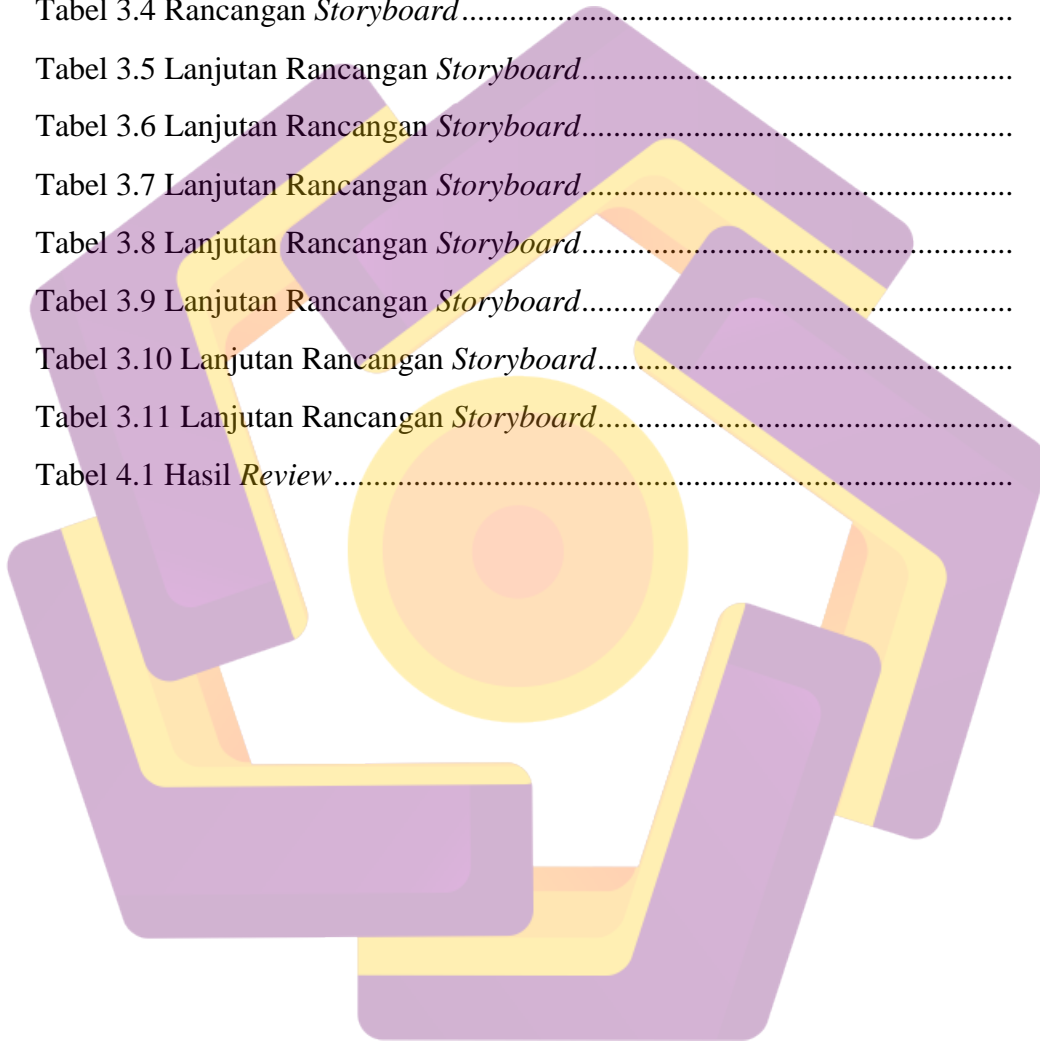 Tabel 3.4 Rancangan Storyboard....................................................................
Tabel 3.5 Lanjutan Rancangan Storyboard.....................................................
Tabel 3.6 Lanjutan Rancangan Storyboard.....................................................
Tabel 3.7 Lanjutan Rancangan Storyboard.....................................................
Tabel 3.8 Lanjutan Rancangan Storyboard.....................................................
Tabel 3.9 Lanjutan Rancangan Storyboard.....................................................
Tabel 3.10 Lanjutan Rancangan Storyboard...................................................
Tabel 3.11 Lanjutan Rancangan Storyboard...................................................
Tabel 4.1 Hasil Review....................................................................................